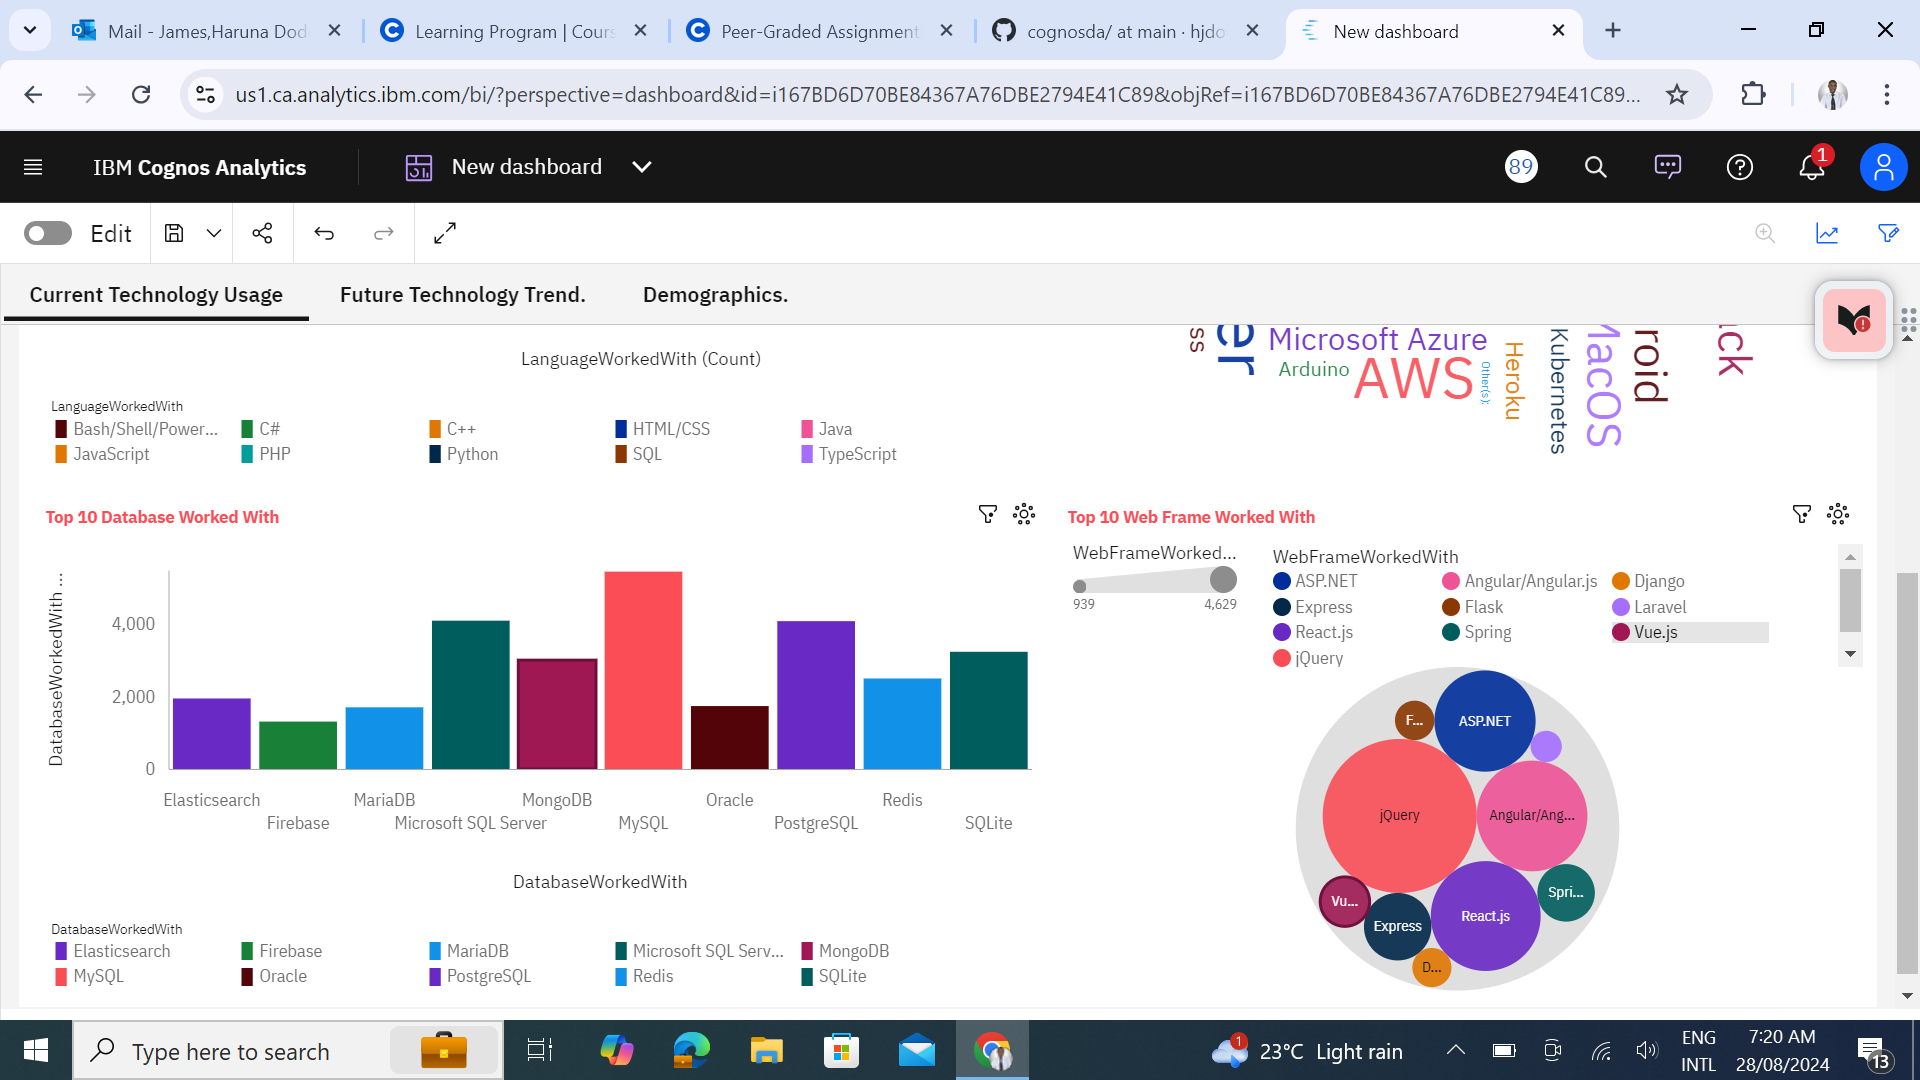 Mail - James,Haruna Dod
Learning Program | Cours
Peer-Graded Assignment
cognosda/ at main · hjdo
New dashboard
us1.ca.analytics.ibm.com/bi/?perspective=dashboard&id=i167BD6D70BE84367A76DBE2794E41C89&objRef=i167BD6D70BE84367A76DBE2794E41C89...
IBM Cognos Analytics
New dashboard
89
1
Edit
Current Technology Usage
Future Technology Trend.
Demographics.
LanguageWorkedWith (Count)
LanguageWorkedWith
Bash/Shell/Power...
C#
C++
HTML/CSS
Java
JavaScript
PHP
Python
SQL
TypeScript
ss
er
Microsoft Azure
Arduino
AWS
Other(s):
Heroku
Kubernetes
MacOS
roid
ck
Top 10 Database Worked With
DatabaseWorkedWith ...
4,000
2,000
0
Elasticsearch
Firebase
MariaDB
Microsoft SQL Server
MongoDB
MySQL
Oracle
PostgreSQL
Redis
SQLite
DatabaseWorkedWith
DatabaseWorkedWith
Elasticsearch
Firebase
MariaDB
Microsoft SQL Serv...
MongoDB
MySQL
Oracle
PostgreSQL
Redis
SQLite
Top 10 Web Frame Worked With
WebFrameWorked...
939
4,629
WebFrameWorkedWith
ASP.NET
Angular/Angular.js
Django
Express
Flask
Laravel
React.js
Spring
Vue.js
jQuery
F...
ASP.NET
jQuery
Angular/Ang...
Vu...
Express
React.js
Spri...
D...
Type here to search
1
23°C Light rain
ENG
INTL
7:20 AM
28/08/2024
13